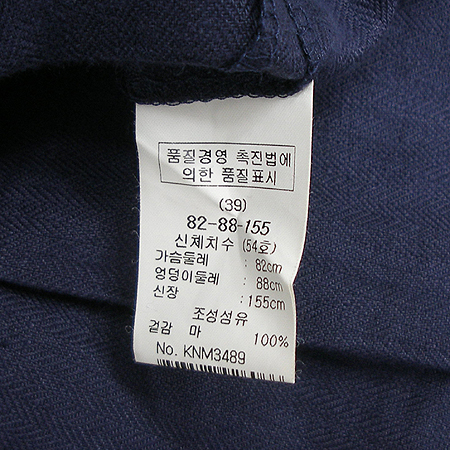 품질경영 촉진법에
의한 품질표시
(39)
82-88-155
신체치수 (54호)
가슴둘레 : 82cm
엉덩이둘레 : 88cm
신장 : 155cm
조성섬유
겉감 마 100%
No. KNM3489